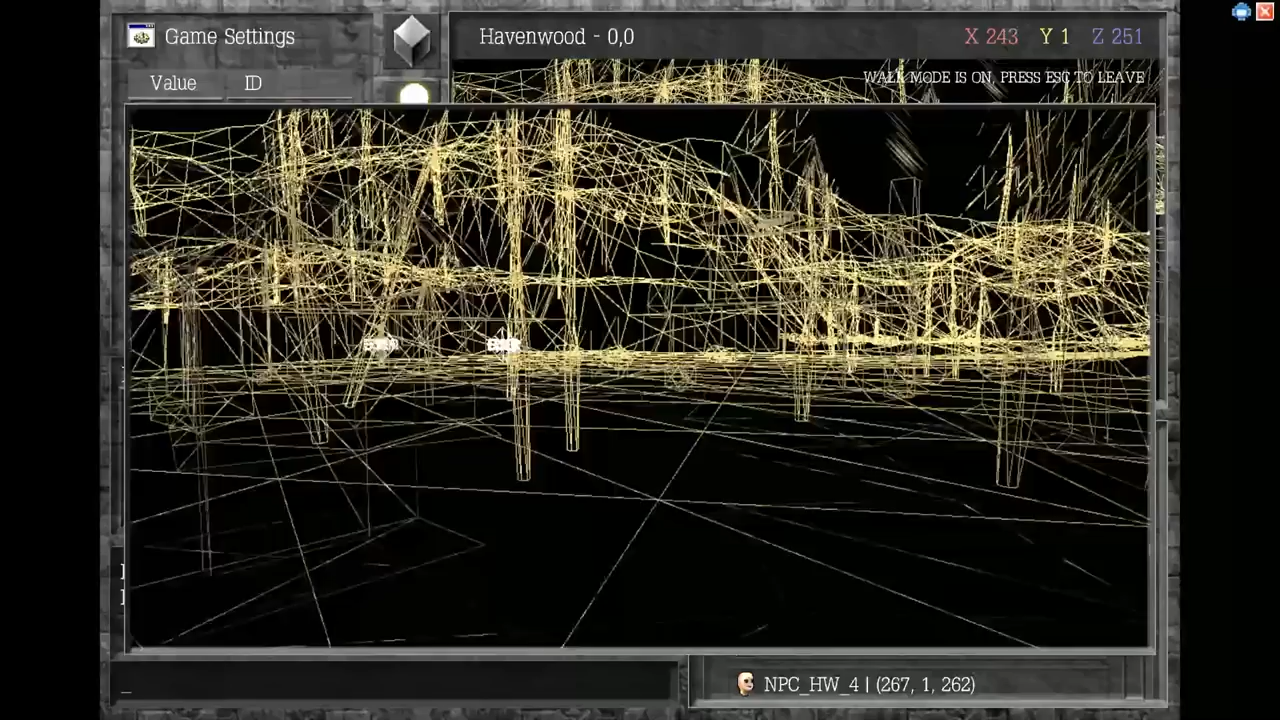 Game Settings
Havenwood - 0,0
X 243 Y 1 Z 251
Value ID
WALK MODE IS ON, PRESS ESC TO LEAVE
_
NPC_HW_4 | (267, 1, 262)